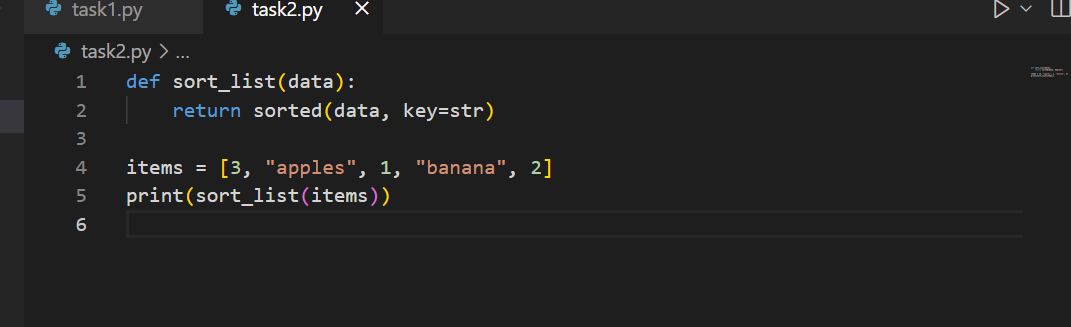 task1.py task2.py
task2.py > ...
1 def sort_list(data):
2     return sorted(data, key=str)
3
4 items = [3, "apples", 1, "banana", 2]
5 print(sort_list(items))
6